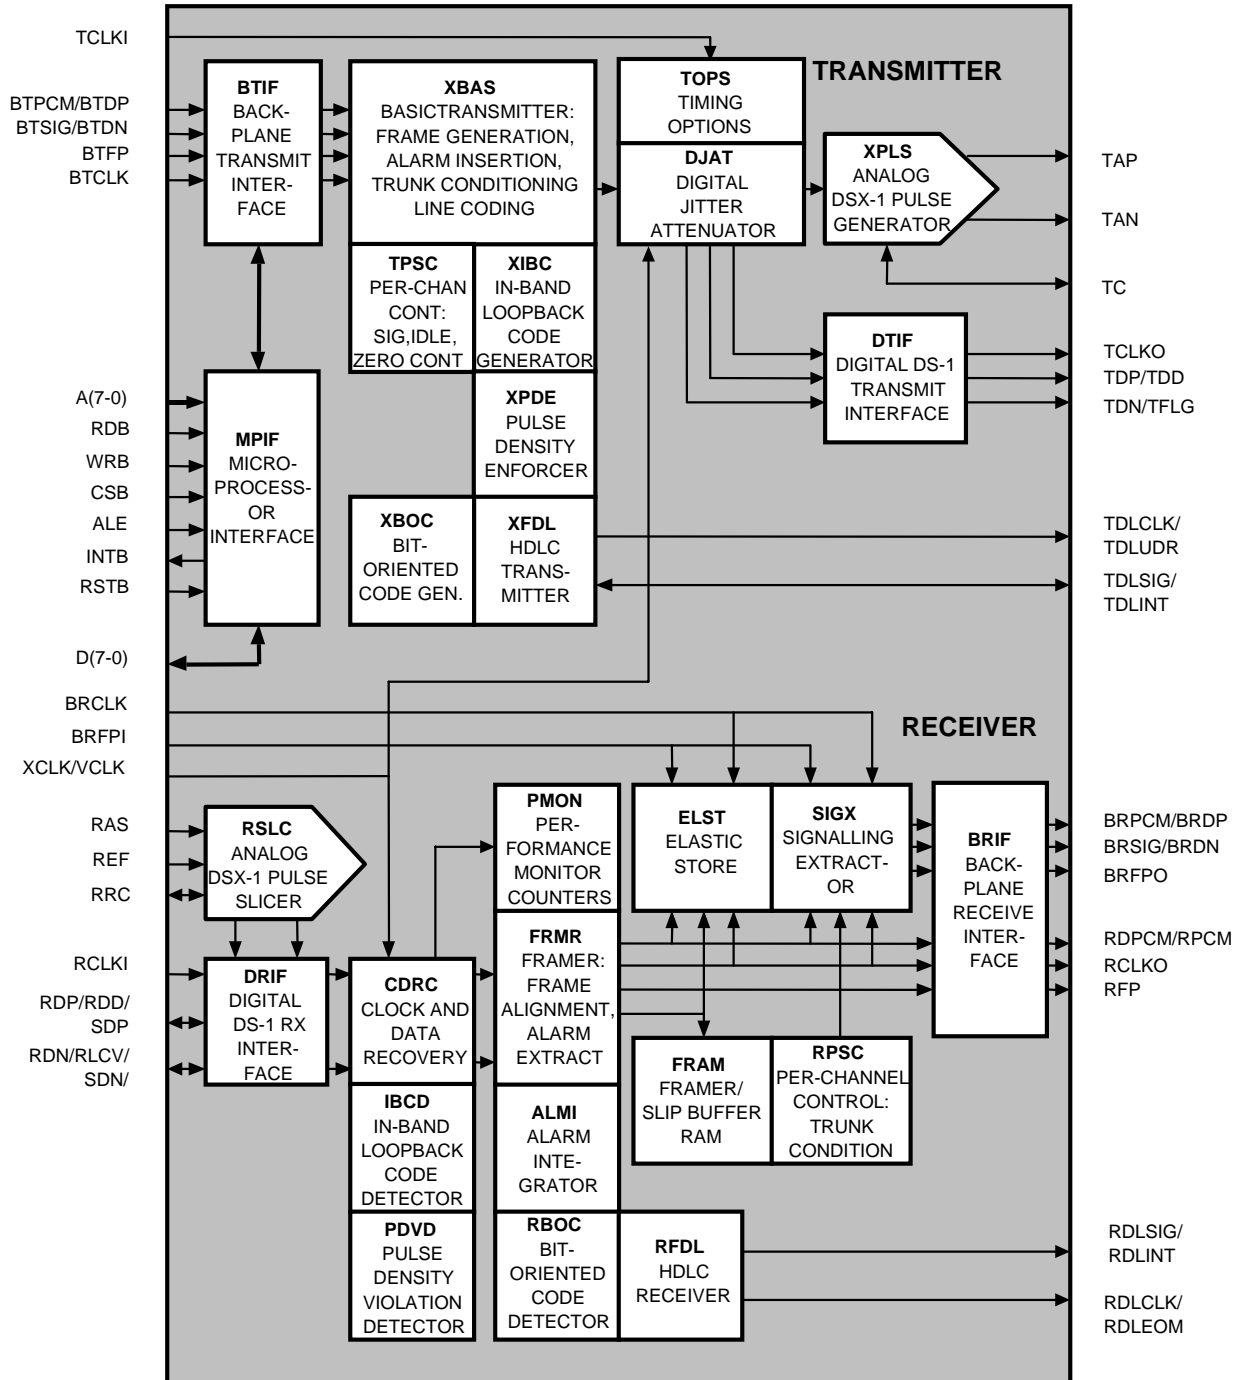 TCLKI
BTPCM/BTDP
BTSIG/BTDN
BTFP
BTCLK
BTIF
BACK-
PLANE
TRANSMIT
INTER-
FACE
XBAS
BASICTRANSMITTER:
FRAME GENERATION,
ALARM INSERTION,
TRUNK CONDITIONING
LINE CODING
TOPS
TIMING
OPTIONS
TRANSMITTER
DJAT
DIGITAL
JITTER
ATTENUATOR
XPLS
ANALOG
DSX-1 PULSE
GENERATOR
TAP
TAN
TC
TPSC
PER-CHAN
CONT:
SIG,IDLE,
ZERO CONT
XIBC
IN-BAND
LOOPBACK
CODE
GENERATOR
DTIF
DIGITAL DS-1
TRANSMIT
INTERFACE
TCLKO
TDP/TDD
TDN/TFLG
A(7-0)
RDB
WRB
CSB
ALE
INTB
RSTB
D(7-0)
MPIF
MICRO-
PROCESS-
OR
INTERFACE
XPDE
PULSE
DENSITY
ENFORCER
XBOC
BIT-
ORIENTED
CODE GEN.
XFDL
HDLC
TRANS-
MITTER
TDLCLK/
TDLUDR
TDLSIG/
TDLINT
BRCLK
BRFPI
XCLK/VCLK
RECEIVER
RAS
REF
RRC
RSLC
ANALOG
DSX-1 PULSE
SLICER
PMON
PER-
FORMANCE
MONITOR
COUNTERS
ELST
ELASTIC
STORE
SIGX
SIGNALLING
EXTRACT-
OR
BRIF
BACK-
PLANE
RECEIVE
INTER-
FACE
BRPCM/BRDP
BRSIG/BRDN
BRFPO
RDPCM/RPCM
RCLKO
RFP
RCLKI
RDP/RDD/
SDP
RDN/RLCV/
SDN/
DRIF
DIGITAL
DS-1 RX
INTER-
FACE
CDRC
CLOCK AND
DATA
RECOVERY
FRMR
FRAMER:
FRAME
ALIGNMENT,
ALARM
EXTRACT
FRAM
FRAMER/
SLIP BUFFER
RAM
RPSC
PER-CHANNEL
CONTROL:
TRUNK
CONDITION
IBCD
IN-BAND
LOOPBACK
CODE
DETECTOR
ALMI
ALARM
INTE-
GRATOR
PDVD
PULSE
DENSITY
VIOLATION
DETECTOR
RBOC
BIT-
ORIENTED
CODE
DETECTOR
RFDL
HDLC
RECEIVER
RDLSIG/
RDLINT
RDLCLK/
RDLEOM